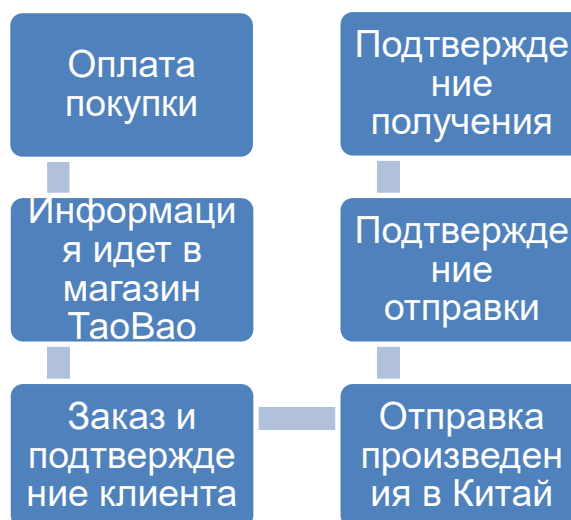 Оплата
покупки
Информаци
я идет в
магазин
TaoBao
Заказ и
подтвержде
ние клиента
Отправка
произведен
ия в Китай
Подтвержде
ние
отправки
Подтвержде
ние
получения